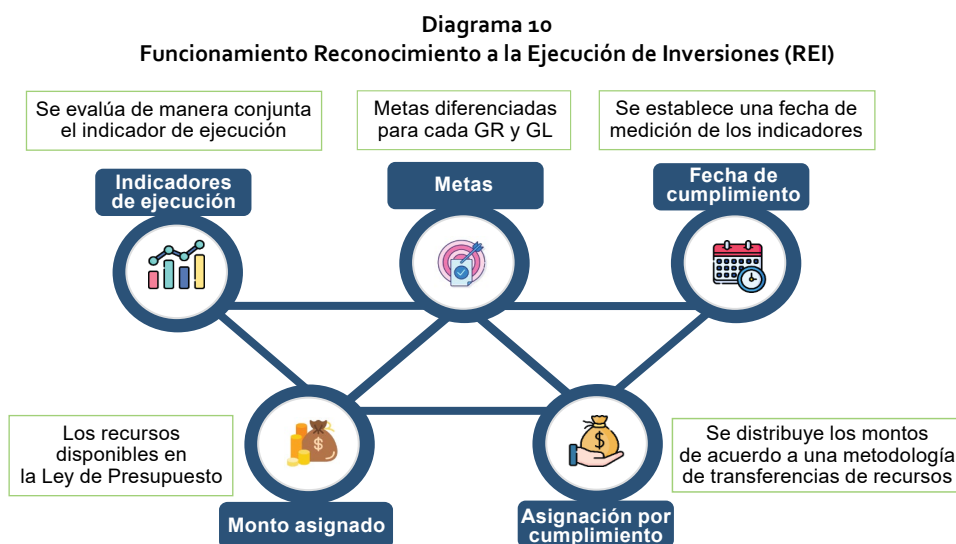 Diagrama 10
Funcionamiento Reconocimiento a la Ejecución de Inversiones (REI)
Se evalúa de manera conjunta
el indicador de ejecución
Metas diferenciadas
para cada GR y GL
Se establece una fecha de
medición de los indicadores
Indicadores
de ejecución
Metas
Fecha de
cumplimiento
Los recursos
disponibles en
la Ley de Presupuesto
Monto asignado
Asignación por
cumplimiento
Se distribuye los montos
de acuerdo a una metodología
de transferencias de recursos